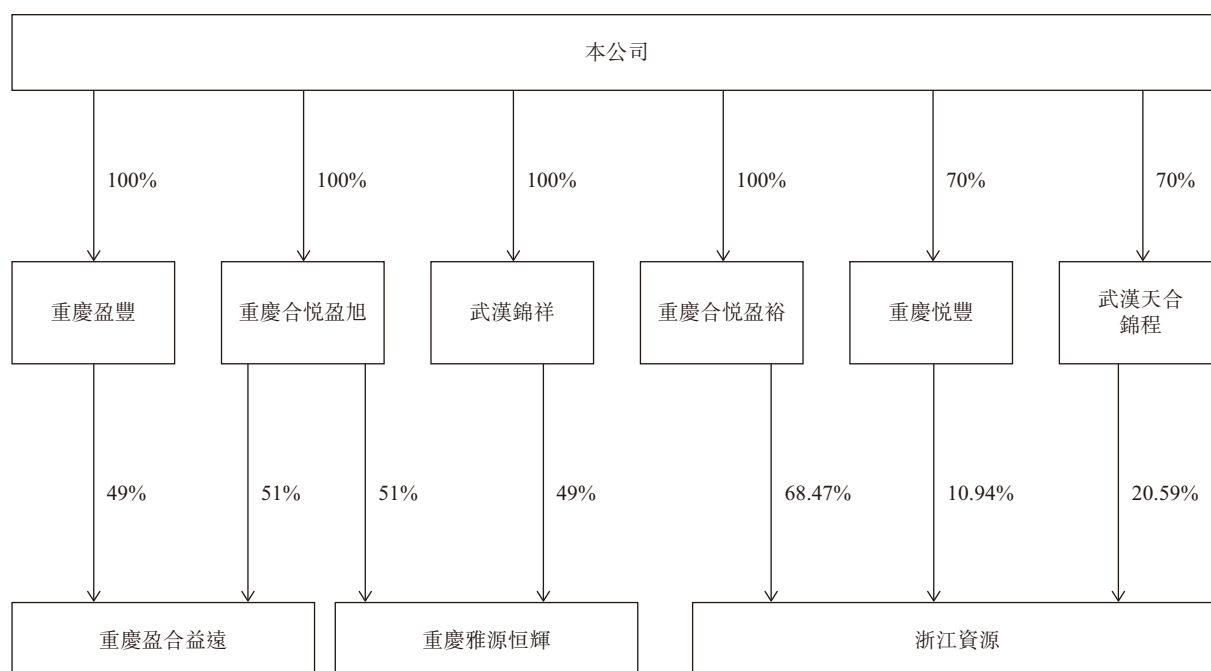 本公司
100%
100%
100%
100%
70%
70%
重慶盈豐
重慶合悦盈旭
武漢錦祥
重慶合悦盈裕
重慶悦豐
武漢天合
錦程
49%
51%
51%
49%
68.47%
10.94%
20.59%
重慶盈合益遠
重慶雅源恒輝
浙江資源